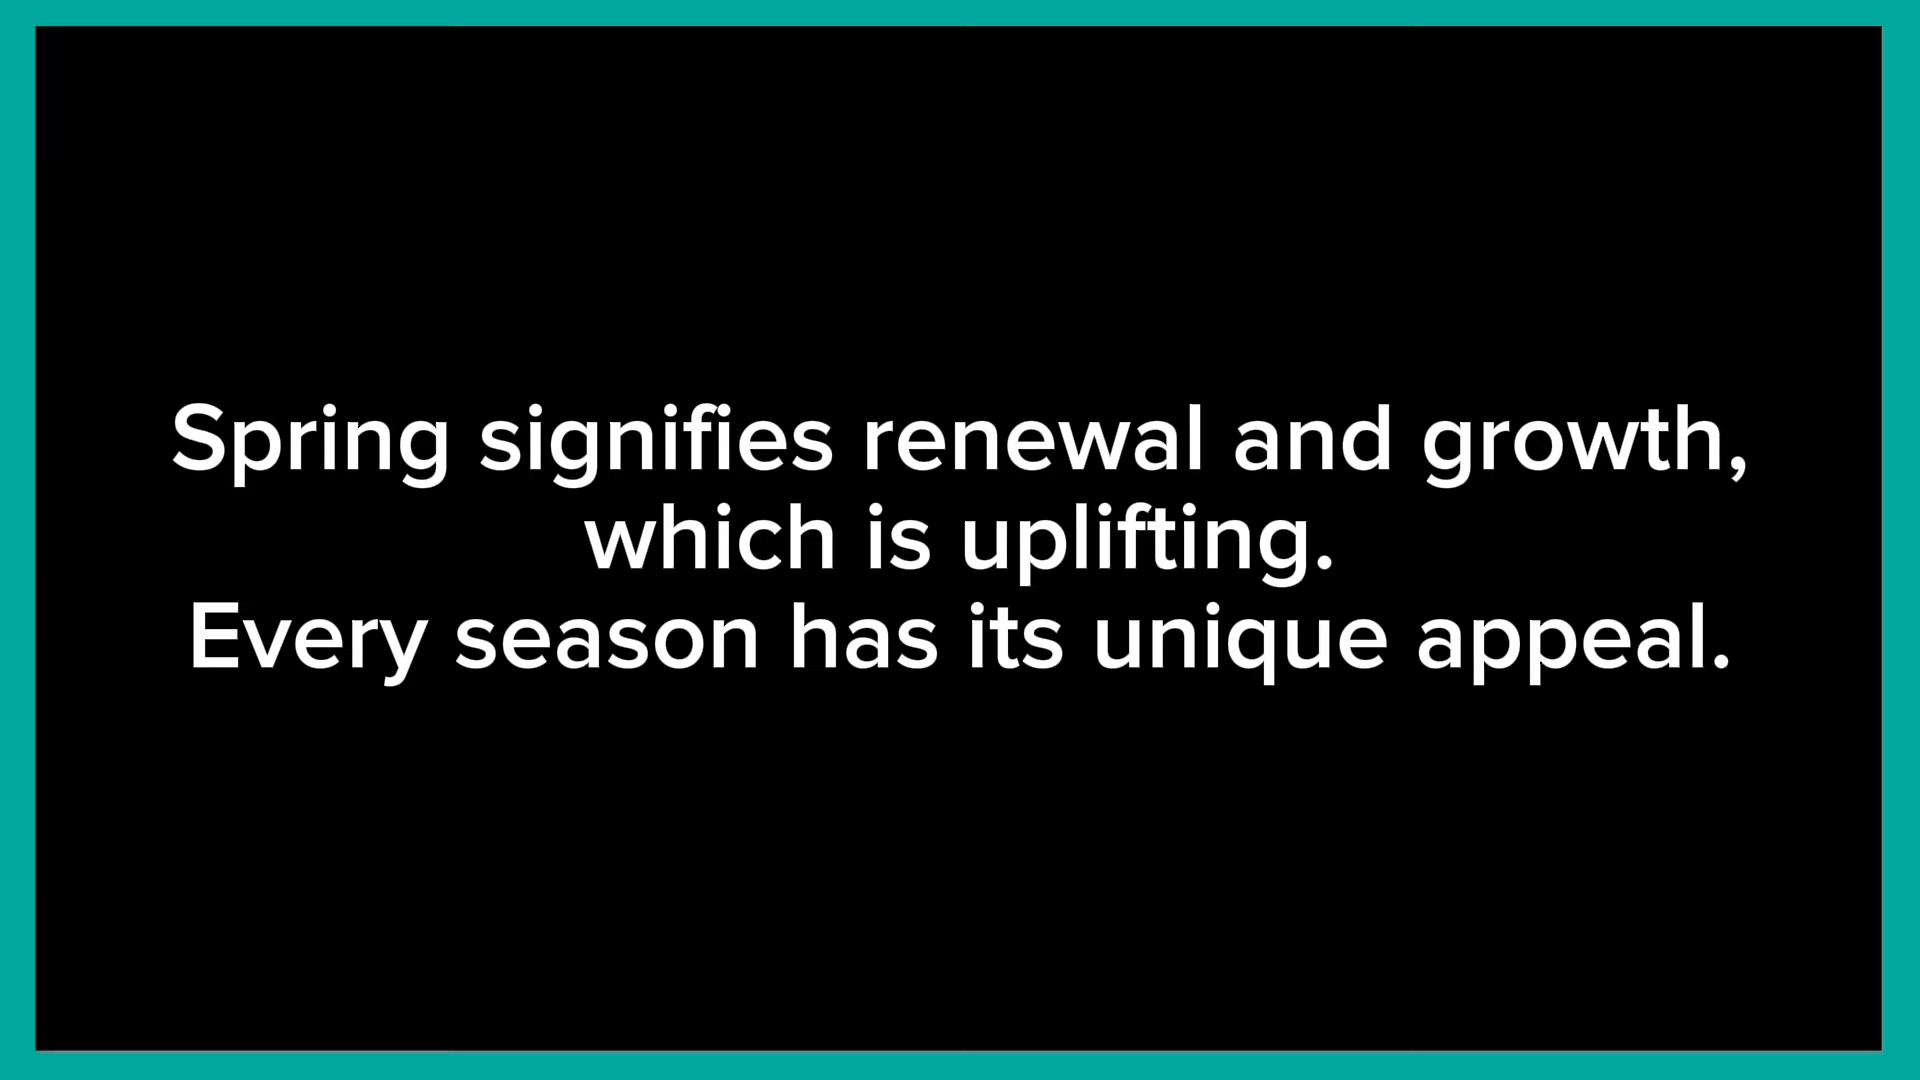 Spring signifies renewal and growth,
which is uplifting.
Every season has its unique appeal.